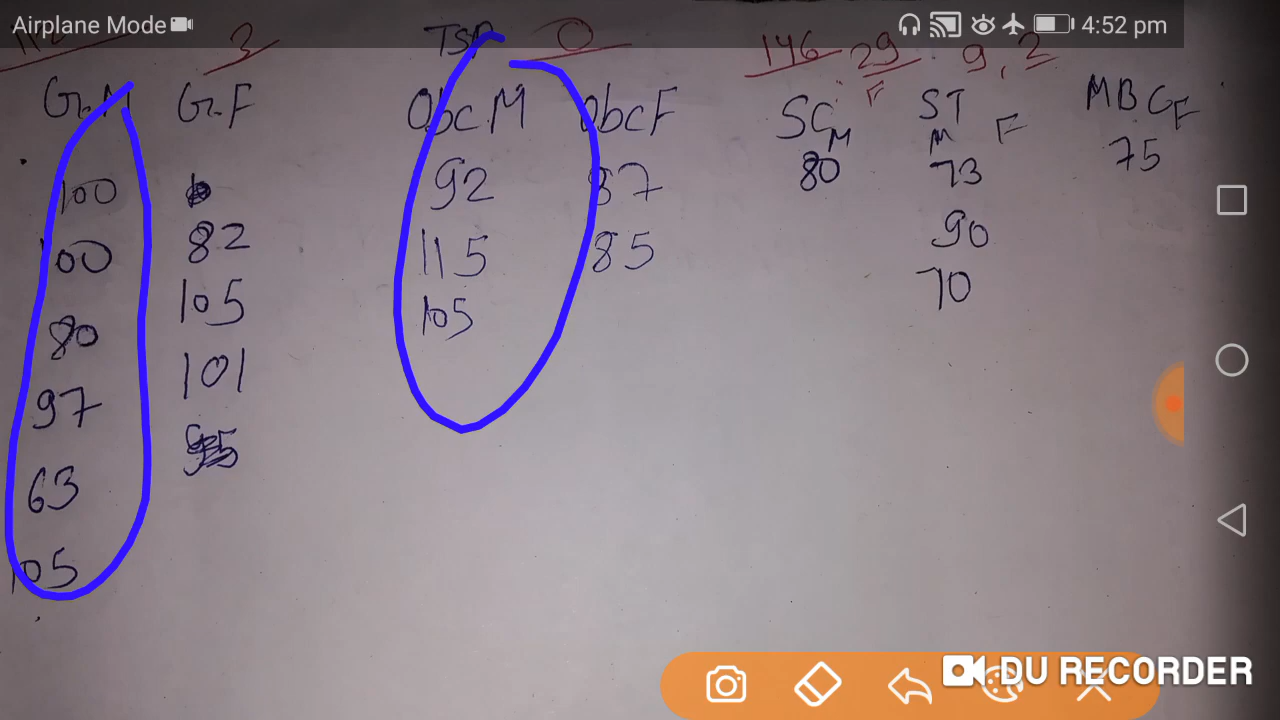 Airplane Mode 4:52 pm
3 TSP 0 146 29 9, 2
F
Gr.M Gr.F Obc M Obc F SC M ST M F MBC F
100 92 87 80 73 75
100 82 115 85 90
80 105 105 70
97 101
63
105
DU RECORDER